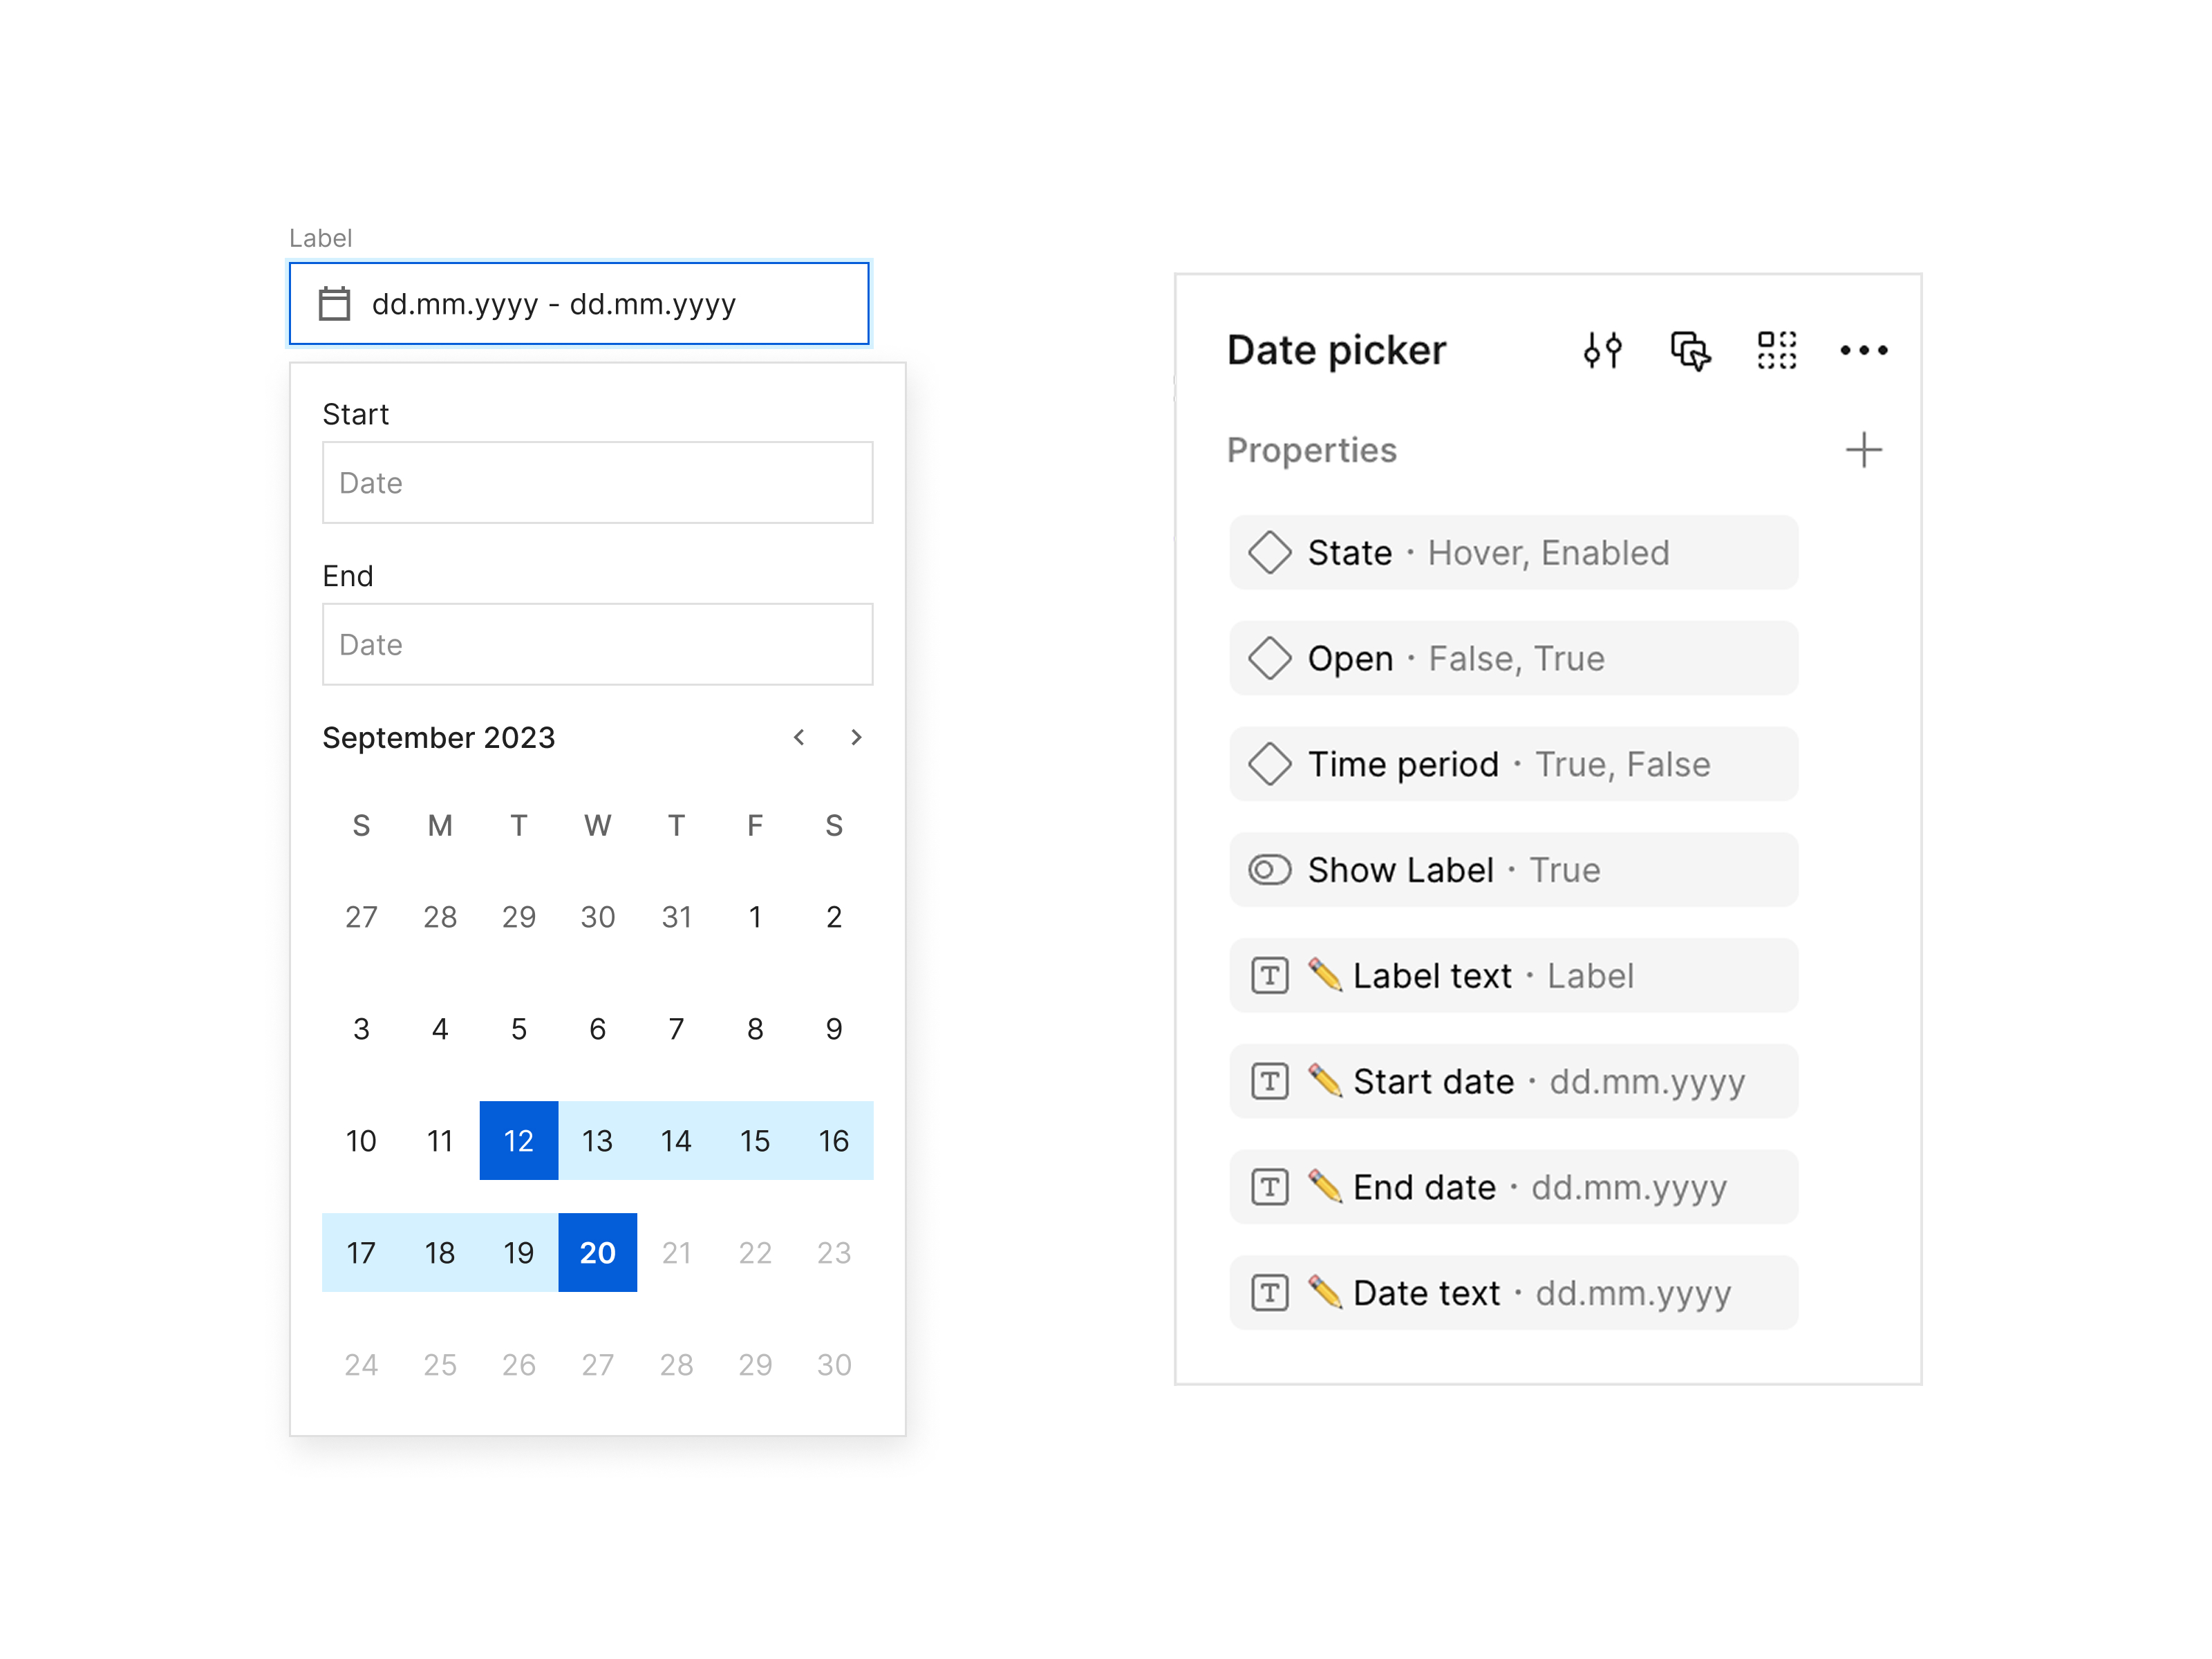 Label
dd.mm.yyyy - dd.mm.yyyy
Start
Date
End
Date
September 2023
S M T W T F S
27 28 29 30 31 1 2
3 4 5 6 7 8 9
10 11 12 13 14 15 16
17 18 19 20 21 22 23
24 25 26 27 28 29 30
Date picker
Properties
State · Hover, Enabled
Open · False, True
Time period · True, False
Show Label · True
T ✏️ Label text · Label
T ✏️ Start date · dd.mm.yyyy
T ✏️ End date · dd.mm.yyyy
T ✏️ Date text · dd.mm.yyyy